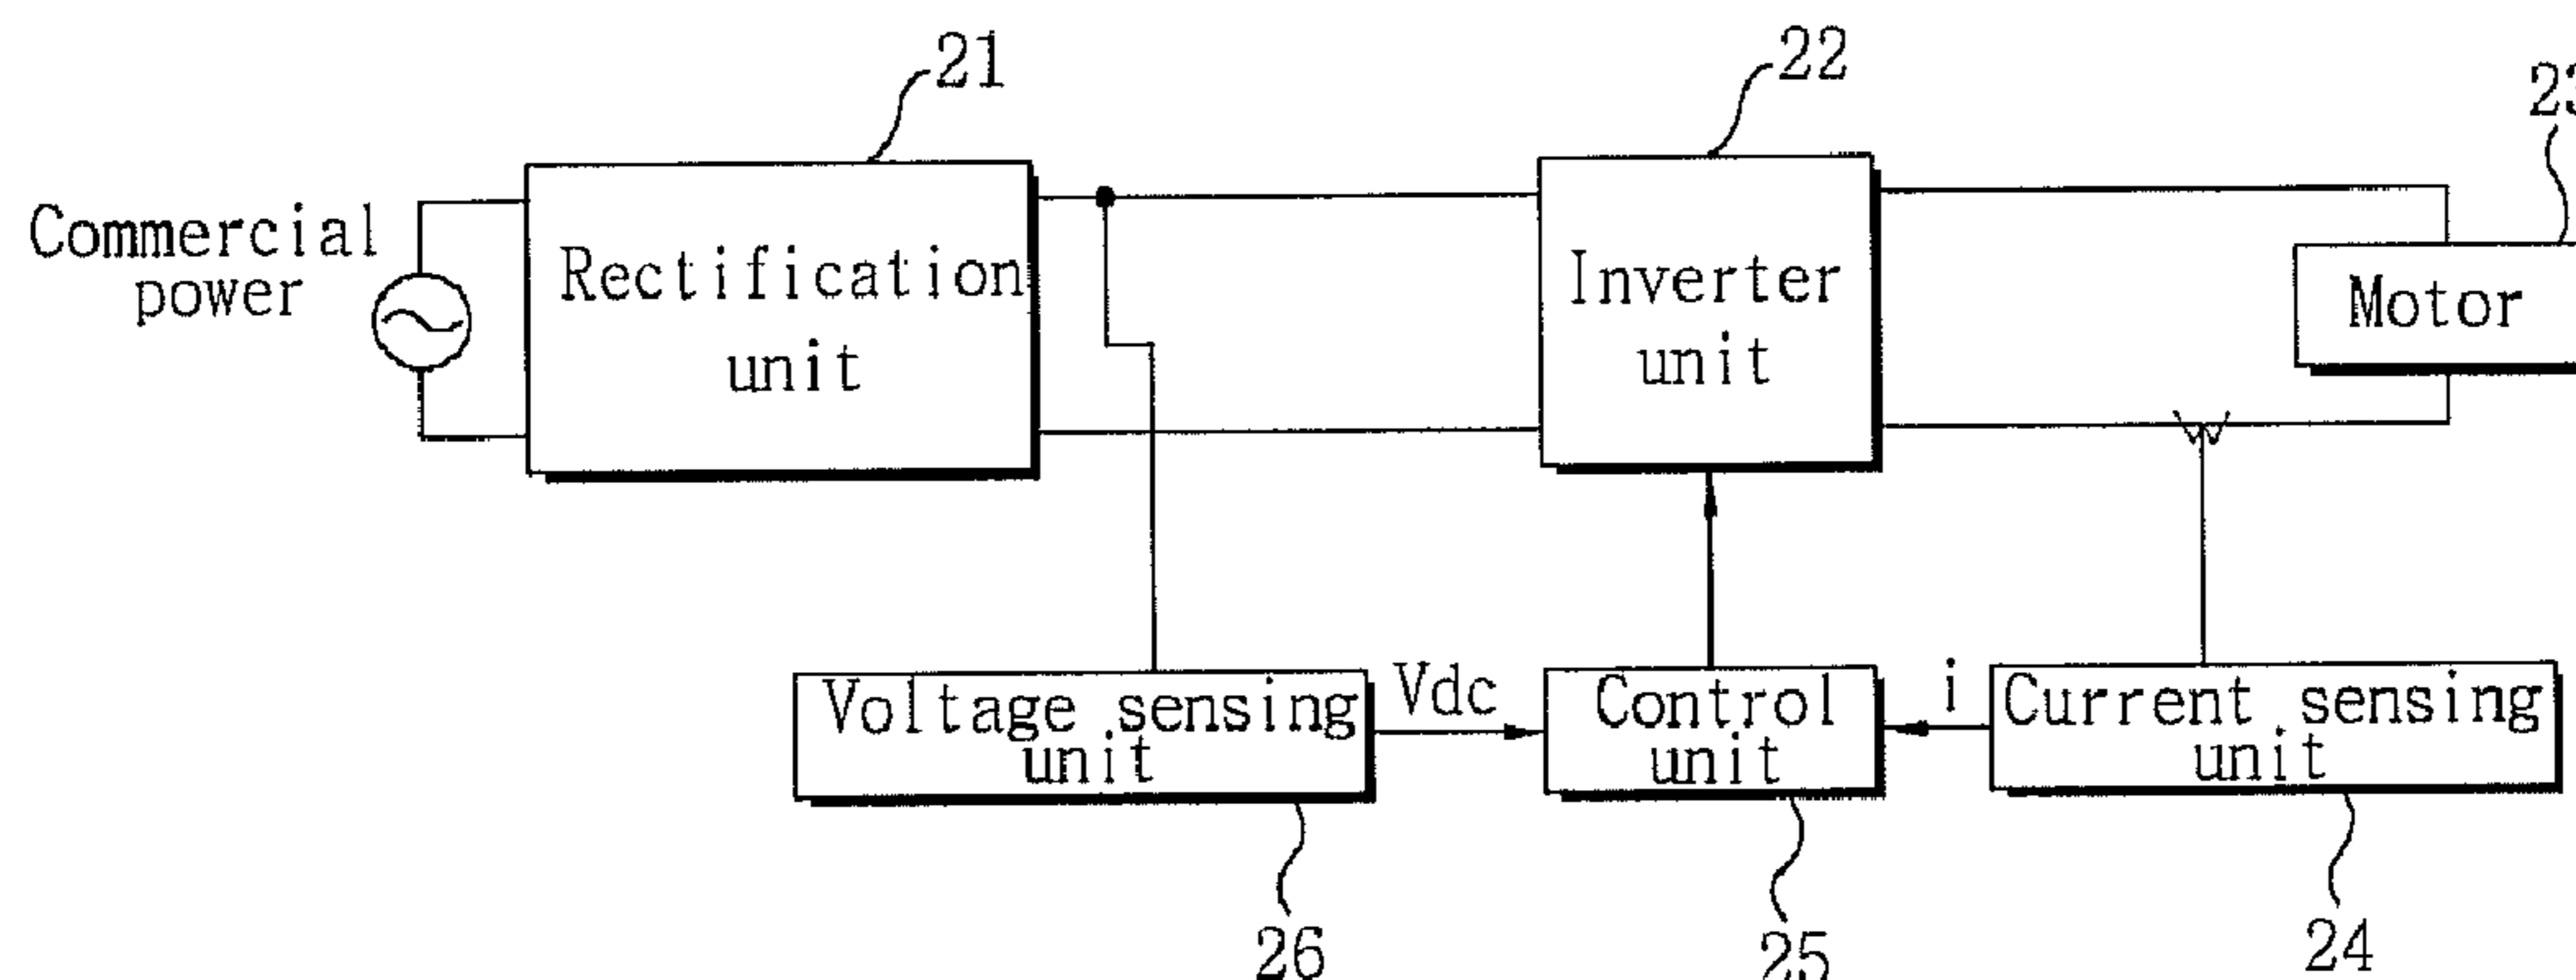 21
22
23
Commercial
power
Rectification
unit
Inverter
unit
Motor
Voltage sensing
unit
Vdc
Control
unit
i
Current sensing
unit
26
25
24